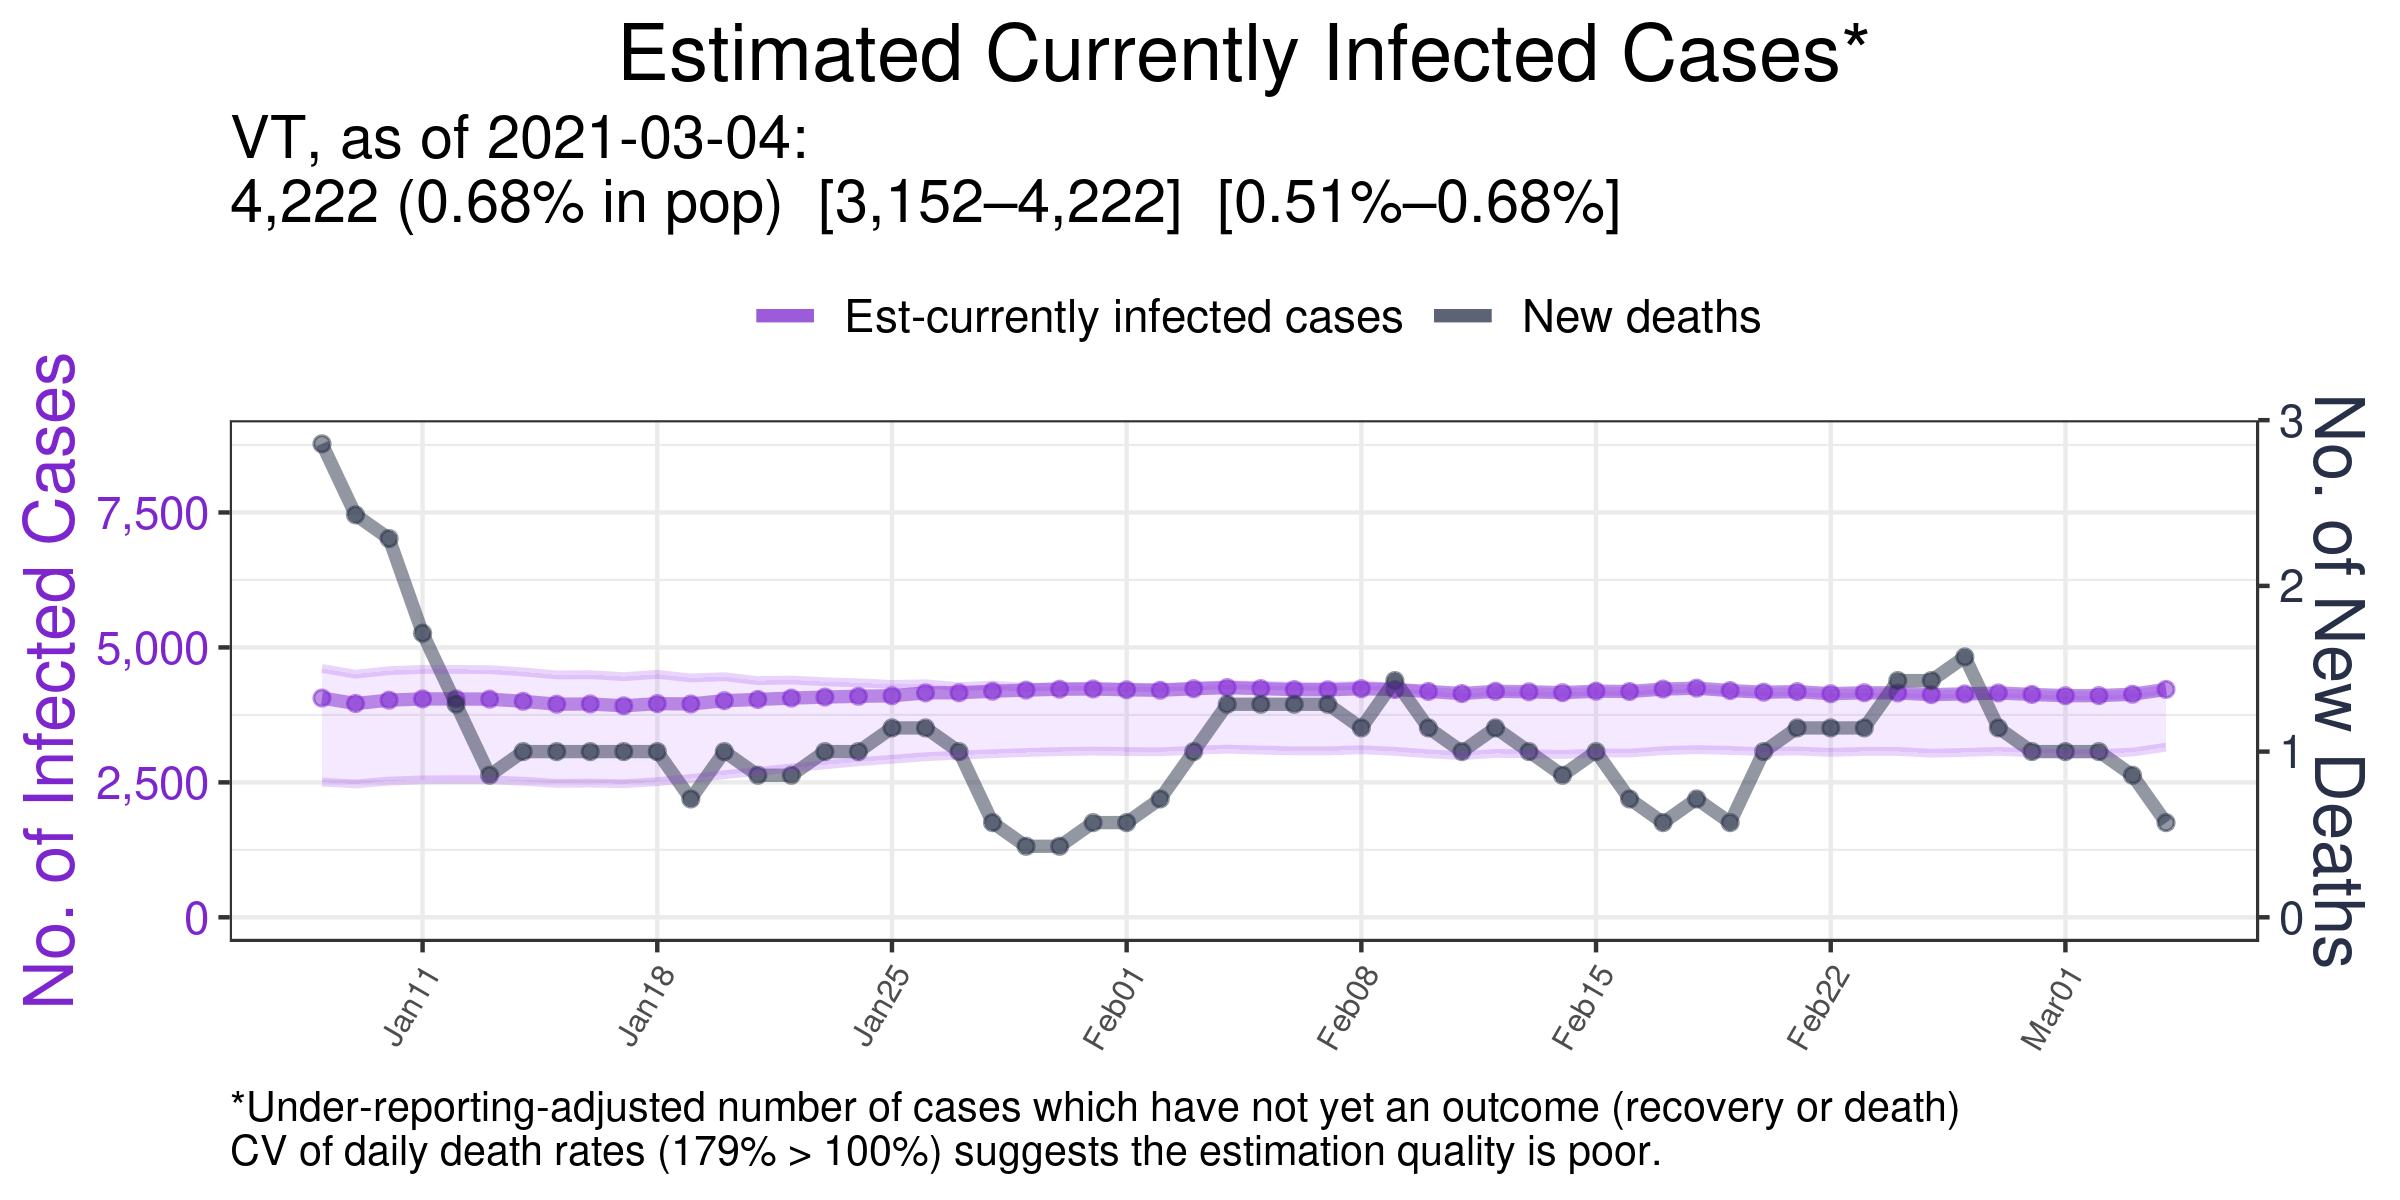 Estimated Currently Infected Cases*
VT, as of 2021-03-04:
4,222 (0.68% in pop)  [3,152–4,222]  [0.51%–0.68%]
Est-currently infected cases
New deaths
No. of Infected Cases
7,500
5,000
2,500
0
3
2
1
0
No. of New Deaths
Jan11
Jan18
Jan25
Feb01
Feb08
Feb15
Feb22
Mar01
*Under-reporting-adjusted number of cases which have not yet an outcome (recovery or death)
CV of daily death rates (179% > 100%) suggests the estimation quality is poor.